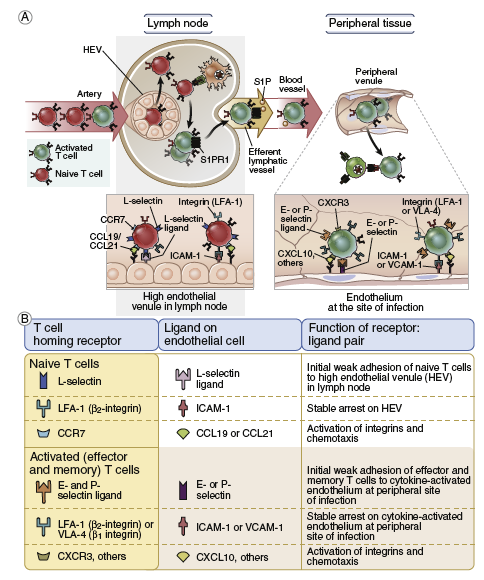 A
Lymph node
Peripheral tissue
HEV
Artery
S1P
Blood
vessel
Peripheral
venule
Activated
T cell
Naive T cell
S1PR1
Efferent
lymphatic
vessel
L-selectin
Integrin (LFA-1)
CCR7
L-selectin
ligand
CCL19/
CCL21
ICAM-1
High endothelial
venule in lymph node
CXCR3
Integrin (LFA-1
or VLA-4)
E- or P-
selectin
ligand
E- or P-
selectin
CXCL10,
others
ICAM-1
or VCAM-1
Endothelium
at the site of infection
B
T cell
homing receptor
Ligand on
endothelial cell
Function of receptor:
ligand pair
Naive T cells
L-selectin
L-selectin
ligand
Initial weak adhesion of naive T cells
to high endothelial venule (HEV)
in lymph node
LFA-1 (β2-integrin)
ICAM-1
Stable arrest on HEV
CCR7
CCL19 or CCL21
Activation of integrins and
chemotaxis
Activated (effector
and memory) T cells
E- and P-
selectin ligand
E- or P-
selectin
Initial weak adhesion of effector and
memory T cells to cytokine-activated
endothelium at peripheral site
of infection
LFA-1 (β2-integrin) or
VLA-4 (β1 integrin)
ICAM-1 or VCAM-1
Stable arrest on cytokine-activated
endothelium at peripheral
site of infection
CXCR3, others
CXCL10, others
Activation of integrins and
chemotaxis